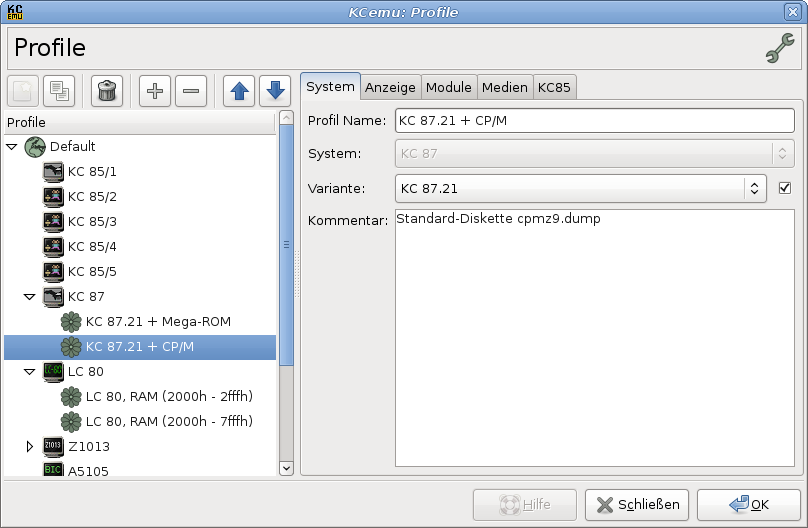 KC emu
KCemu: Profile
Profile
System Anzeige Module Medien KC85
Profile
Default
KC 85/1
KC 85/2
KC 85/3
KC 85/4
KC 85/5
KC 87
KC 87.21 + Mega-ROM
KC 87.21 + CP/M
LC-80 LC 80
LC 80, RAM (2000h - 2fffh)
LC 80, RAM (2000h - 7fffh)
Z1013 Z1013
BIC A5105
Profil Name: KC 87.21 + CP/M
System: KC 87
Variante: KC 87.21
Kommentar: Standard-Diskette cpmz9.dump
Hilfe Schließen OK